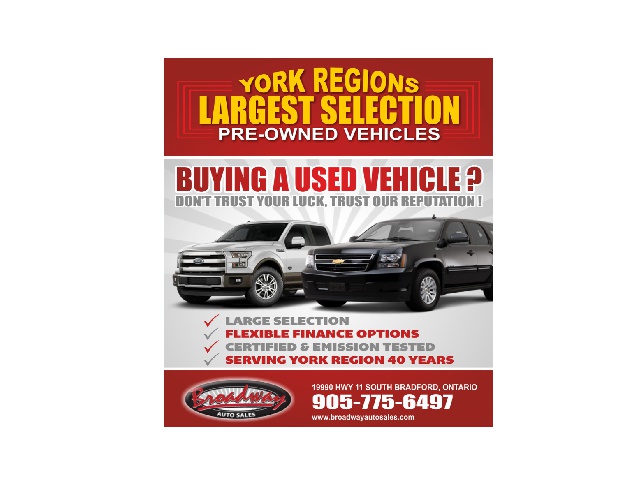 YORK REGIONS
LARGEST SELECTION
PRE-OWNED VEHICLES
BUYING A USED VEHICLE ?
DON'T TRUST YOUR LUCK, TRUST OUR REPUTATION !
LARGE SELECTION
FLEXIBLE FINANCE OPTIONS
CERTIFIED & EMISSION TESTED
SERVING YORK REGION 40 YEARS
Broadway
AUTO SALES
19990 HWY 11 SOUTH BRADFORD, ONTARIO
905-775-6497
www.broadwayautosales.com